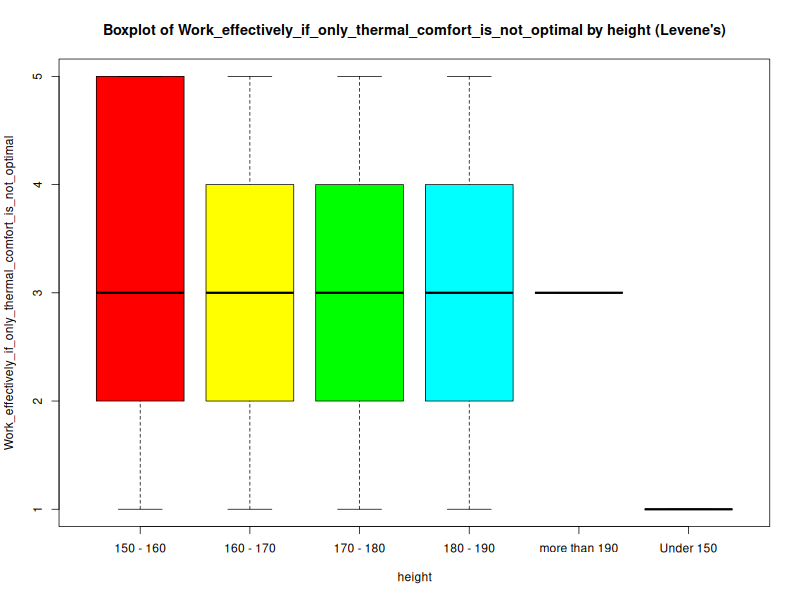 Boxplot of Work_effectively_if_only_thermal_comfort_is_not_optimal by height (Levene's)
Work_effectively_if_only_thermal_comfort_is_not_optimal
5
4
3
2
1
150 - 160 160 - 170 170 - 180 180 - 190 more than 190 Under 150
height